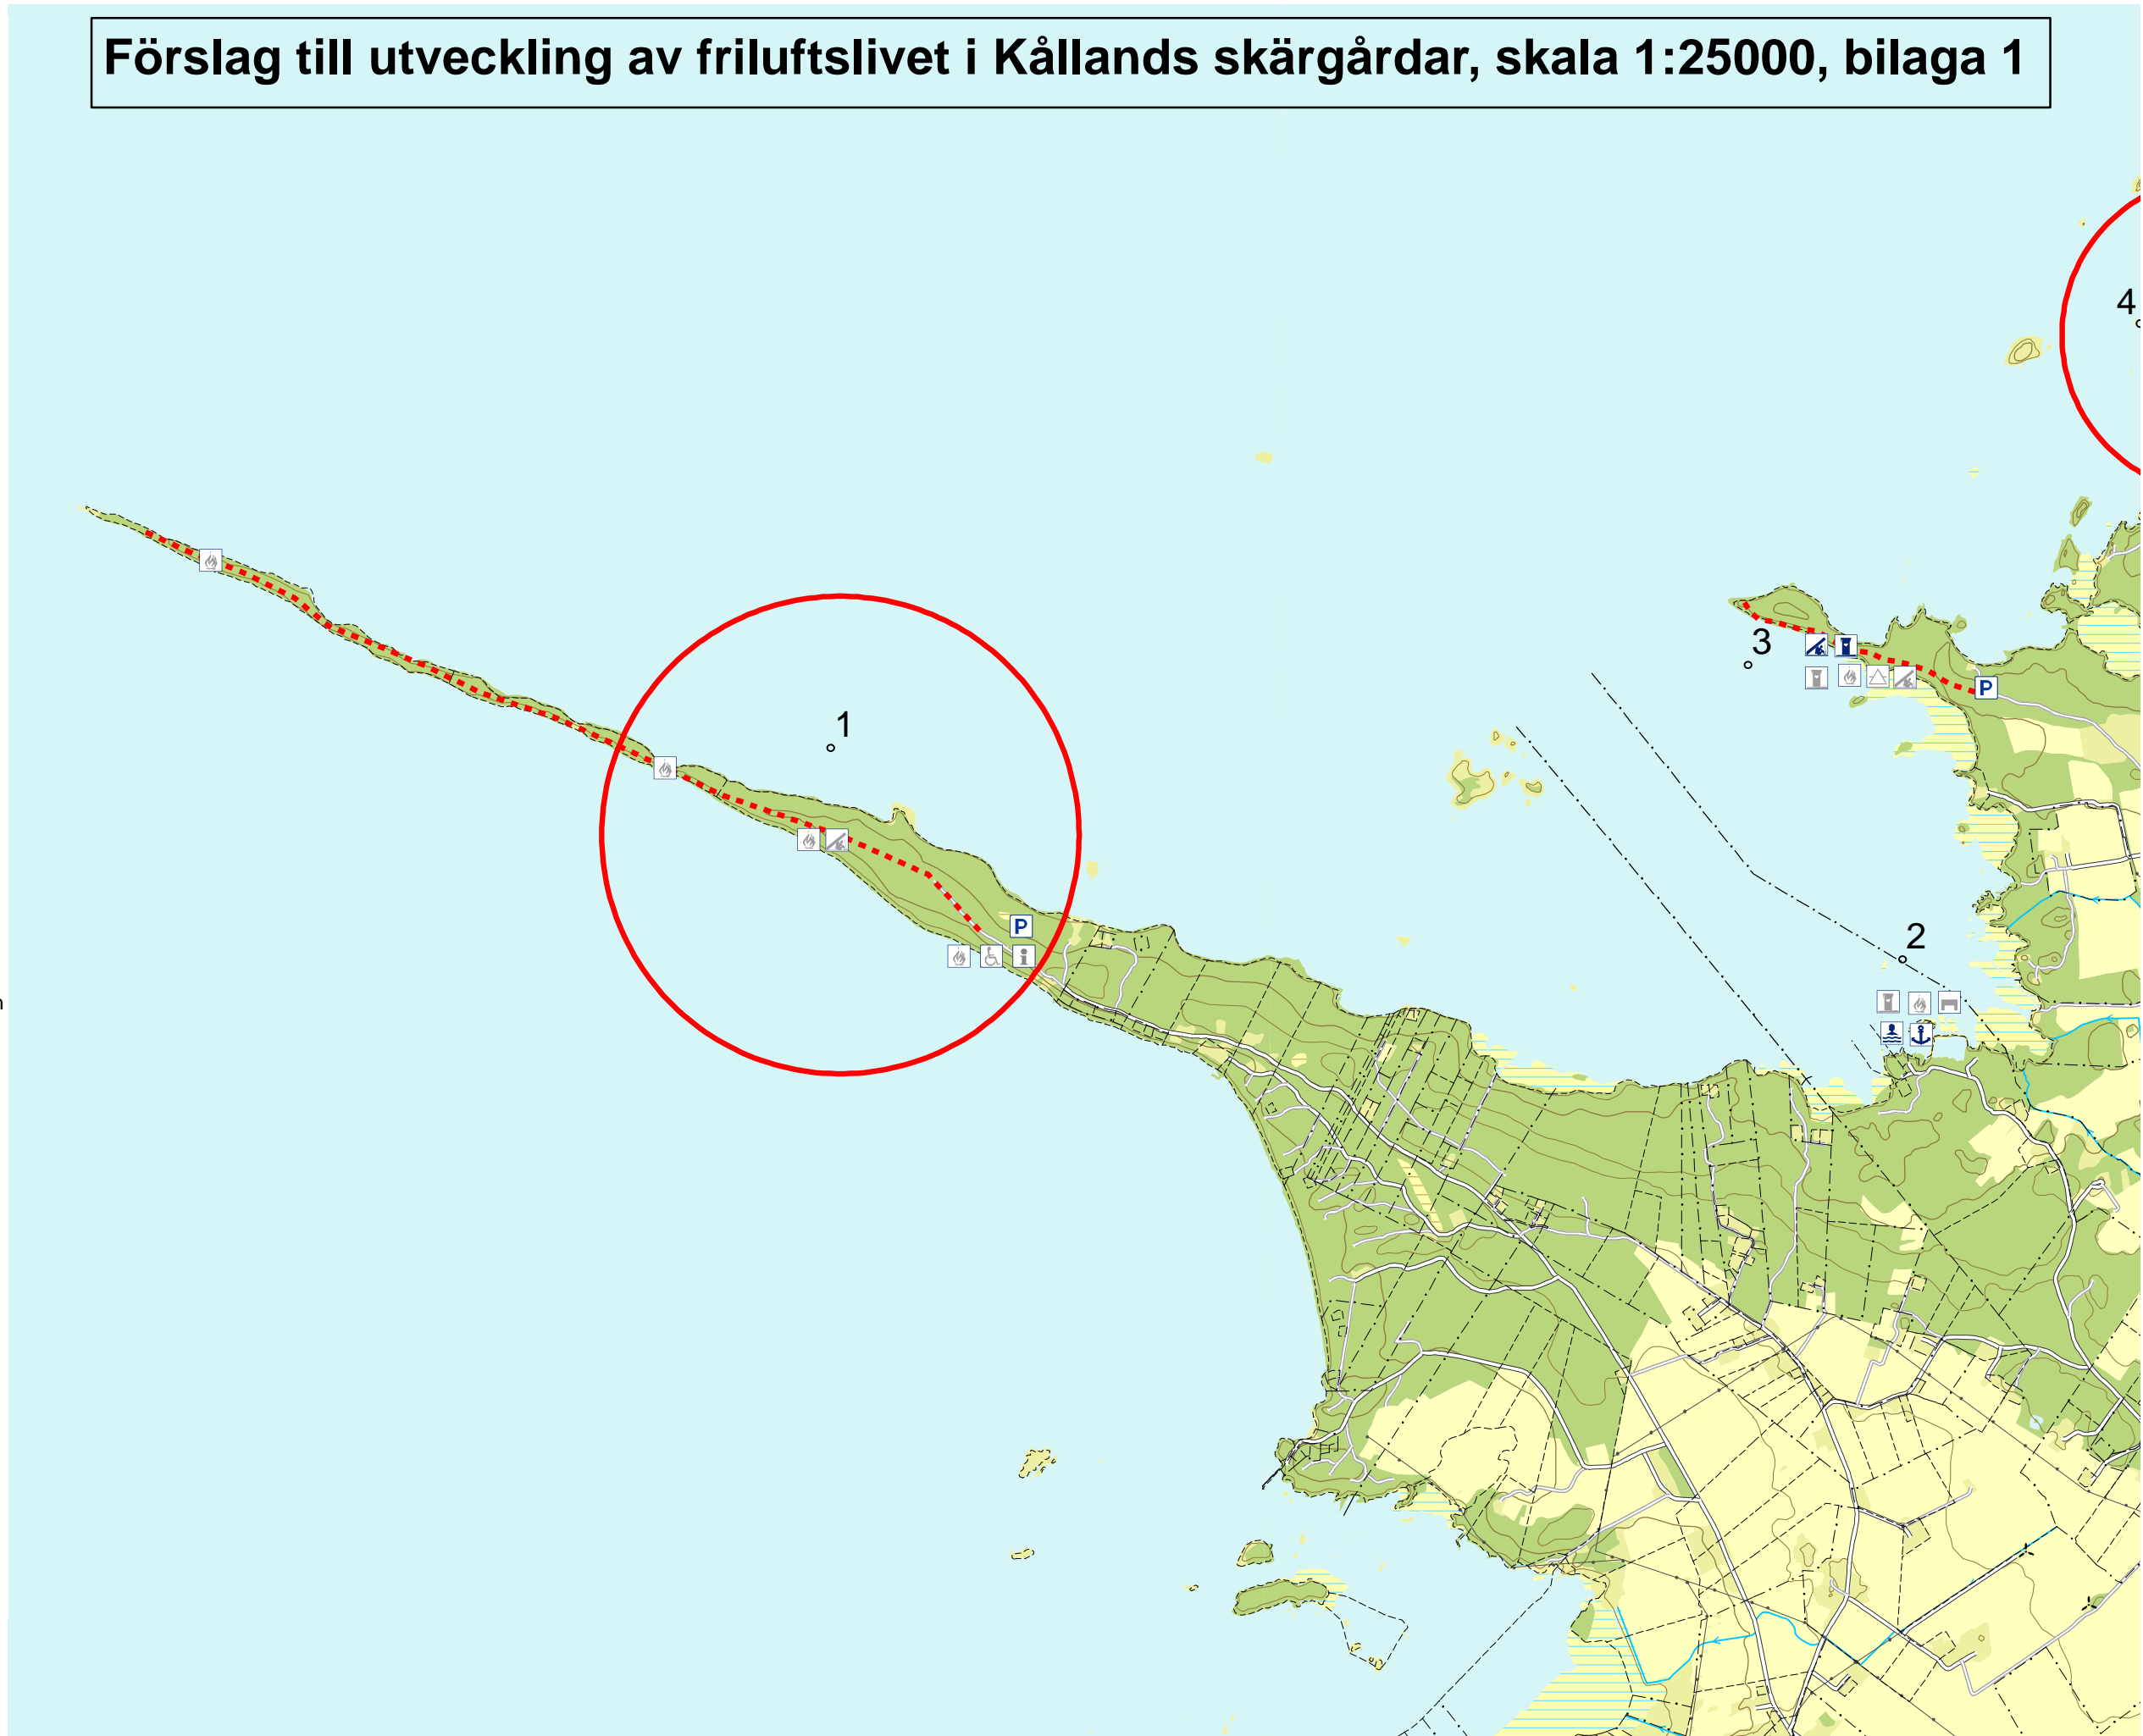 Förslag till utveckling av friluftslivet i Kållands skärgårdar, skala 1:25000, bilaga 1
4
3
P
1
2
P
n